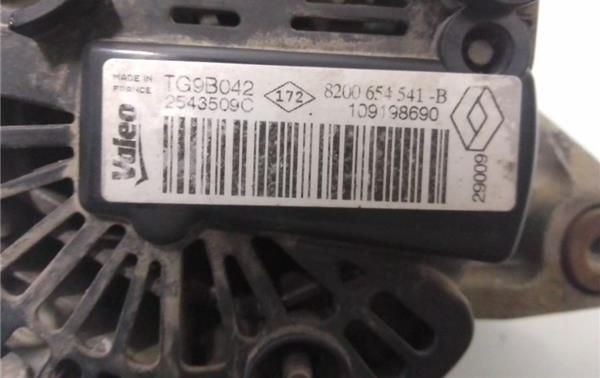 MADE IN
FRANCE
Valeo
TG9B042
2543509C
172
8200 654 541 -B
109198690
29009